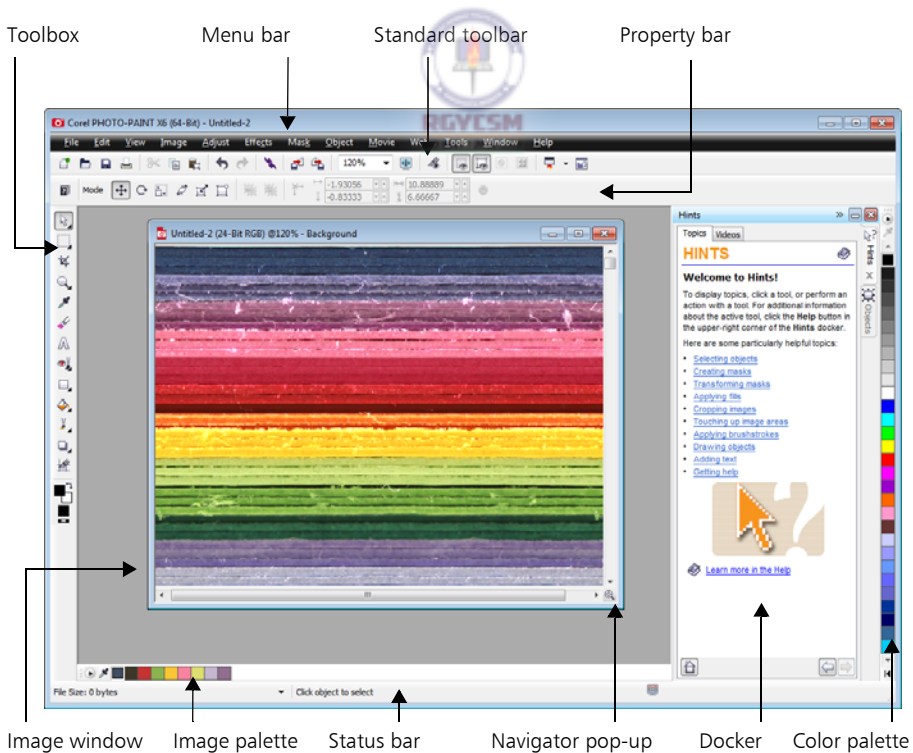 Toolbox Menu bar Standard toolbar Property bar
RGYCSM
Corel PHOTO-PAINT X6 (64-Bit) - Untitled-2
File Edit View Image Adjust Effects Mask Object Movie Tools Window Help
120%
Mode -1.93056 10.88889
-0.83333 6.66667
Untitled-2 (24-Bit RGB) @120% - Background
Hints
Topics Videos
HINTS
Welcome to Hints!
To display topics, click a tool, or perform an
action with a tool. For additional information
about the active tool, click the Help button in
the upper-right corner of the Hints docker.
Here are some particularly helpful topics:
• Selecting objects
• Creating masks
• Transforming masks
• Applying fills
• Cropping images
• Touching up image areas
• Applying brushstrokes
• Drawing objects
• Adding text
• Getting help
Learn more in the Help
Hints
Objects
File Size: 0 bytes Click object to select
Image window Image palette Status bar Navigator pop-up Docker Color palette